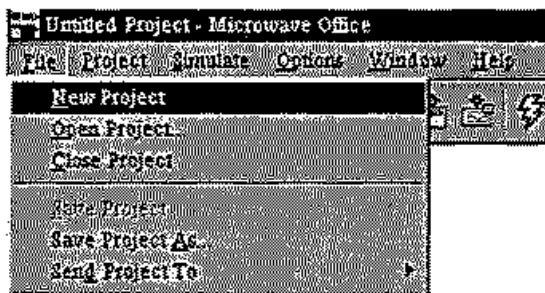 Untitled Project - Microwave Office
File Project Simulate Options Window Help
New Project
Open Project...
Close Project
Save Project
Save Project As...
Send Project To